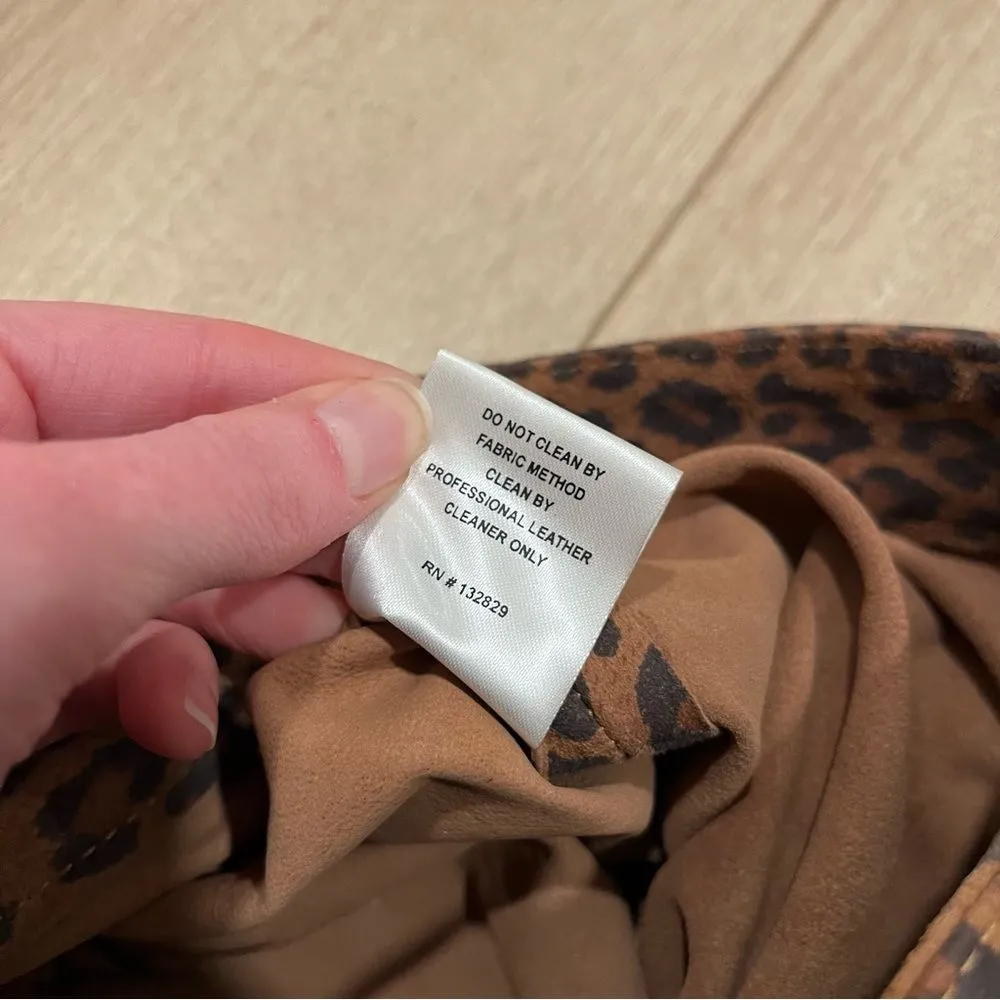 DO NOT CLEAN BY
FABRIC METHOD
CLEAN BY
PROFESSIONAL LEATHER
CLEANER ONLY
RN # 132829